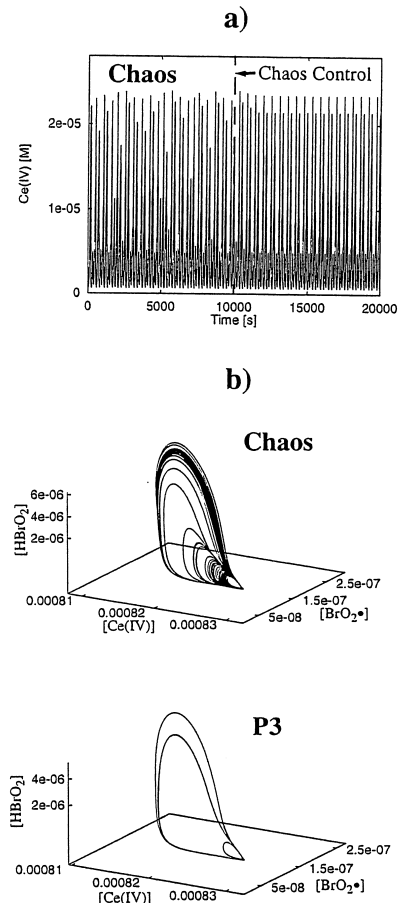 a)
Chaos
Chaos Control
Ce(IV) [M]
2e-05
1e-05
0
0 5000 10000 15000 20000
Time [s]
b)
Chaos
[HBrO₂]
6e-06
4e-06
2e-06
0.00081
0.00082
0.00083
[Ce(IV)]
5e-08
1.5e-07
2.5e-07
[BrO₂•]
P3
[HBrO₂]
4e-06
2e-06
0.00081
0.00082
0.00083
[Ce(IV)]
5e-08
1.5e-07
2.5e-07
[BrO₂•]